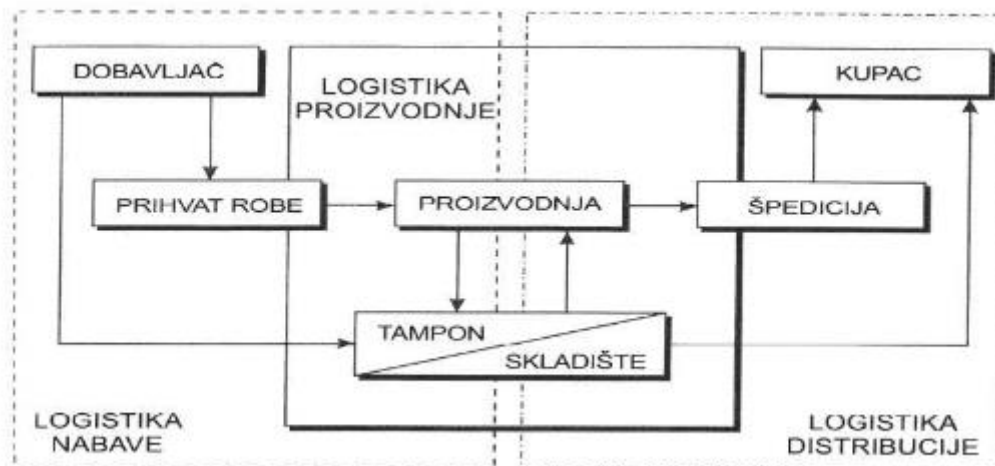 DOBAVLJAČ
KUPAC
LOGISTIKA
PROIZVODNJE
PRIHVAT ROBE
PROIZVODNJA
ŠPEDICIJA
TAMPON
SKLADIŠTE
LOGISTIKA
NABAVE
LOGISTIKA
DISTRIBUCIJE